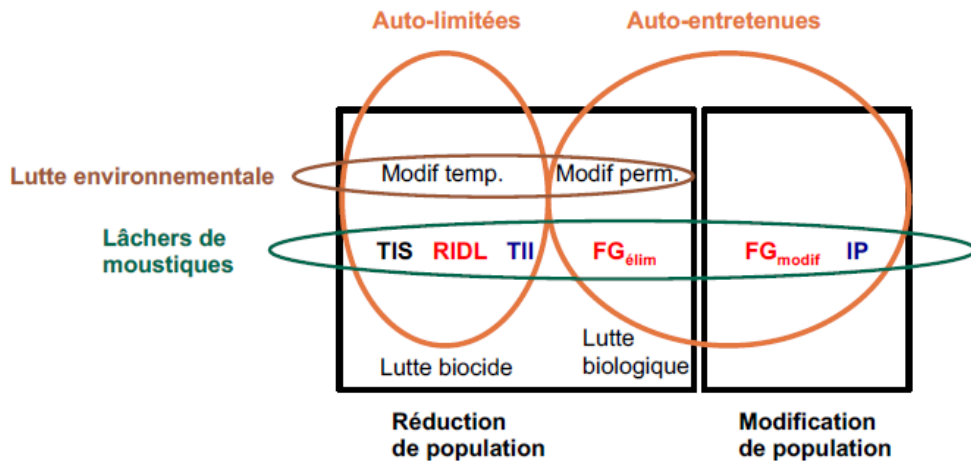 Auto-limitées Auto-entretenues
Lutte environnementale Modif temp. Modif perm.
Lâchers de
moustiques
TIS RIDL TII FGélim FGmodif IP
Lutte biocide
Lutte
biologique
Réduction
de population
Modification
de population